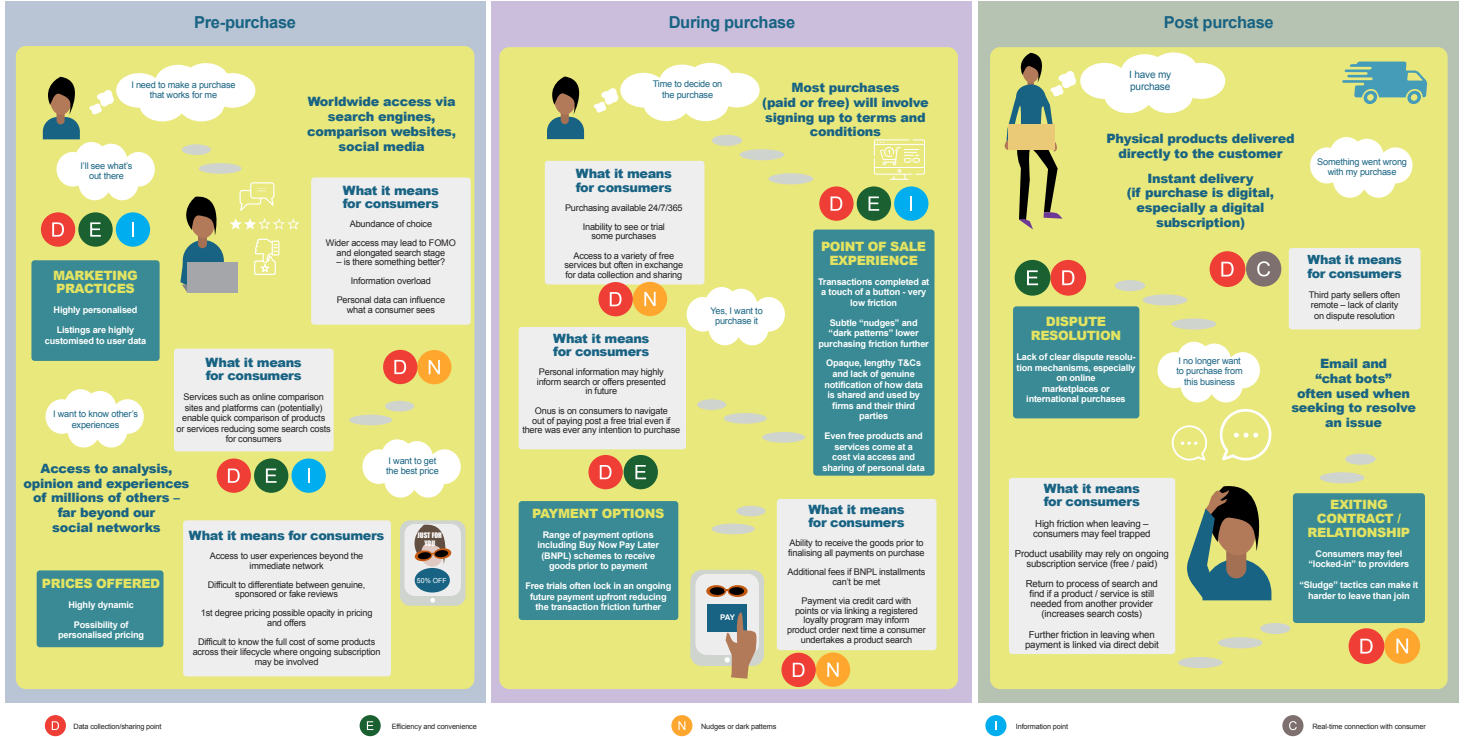 Pre-purchase
I need to make a purchase
that works for me
Worldwide access via
search engines,
comparison websites,
social media
I'll see what's
out there
D E I
MARKETING
PRACTICES
Highly personalised
Listings are highly
customised to user data
What it means
for consumers
Abundance of choice
Wider access may lead to FOMO
and elongated search stage
– is there something better?
Information overload
Personal data can influence
what a consumer sees
What it means
for consumers
Services such as online comparison
sites and platforms can (potentially)
enable quick comparison of products
or services reducing some search costs
for consumers
D N
I want to know other's
experiences
D E I
I want to get
the best price
Access to analysis,
opinion and experiences
of millions of others –
far beyond our
social networks
What it means for consumers
Access to user experiences beyond the
immediate network
Difficult to differentiate between genuine,
sponsored or fake reviews
1st degree pricing possible opacity in pricing
and offers
Difficult to know the full cost of some products
across their lifecycle where ongoing subscription
may be involved
JUST FOR
YOU
50% OFF
PRICES OFFERED
Highly dynamic
Possibility of
personalised pricing
During purchase
Time to decide on
the purchase
Most purchases
(paid or free) will involve
signing up to terms and
conditions
What it means
for consumers
Purchasing available 24/7/365
Inability to see or trial
some purchases
Access to a variety of free
services but often in exchange
for data collection and sharing
D N
D E I
POINT OF SALE
EXPERIENCE
Transactions completed at
a touch of a button - very
low friction
Subtle “nudges” and
“dark patterns” lower
purchasing friction further
Opaque, lengthy T&Cs
and lack of genuine
notification of how data
is shared and used by
firms and their third
parties
Even free products and
services come at a
cost via access and
sharing of personal data
Yes, I want to
purchase it
What it means
for consumers
Personal information may highly
inform search or offers presented
in future
Onus is on consumers to navigate
out of paying post a free trial even if
there was ever any intention to purchase
D E
PAYMENT OPTIONS
Range of payment options
including Buy Now Pay Later
(BNPL) schemes to receive
goods prior to payment
Free trials often lock in an ongoing
future payment upfront reducing
the transaction friction further
PAY
What it means
for consumers
Ability to receive the goods prior to
finalising all payments on purchase
Additional fees if BNPL installments
can't be met
Payment via credit card with
points or via linking a registered
loyalty program may inform
product order next time a consumer
undertakes a product search
D N
Post purchase
I have my
purchase
Physical products delivered
directly to the customer
Instant delivery
(if purchase is digital,
especially a digital
subscription)
Something went wrong
with my purchase
E D
DISPUTE
RESOLUTION
Lack of clear dispute resolu-
tion mechanisms, especially
on online
marketplaces or
international purchases
D C
What it means
for consumers
Third party sellers often
remote – lack of clarity
on dispute resolution
I no longer want
to purchase from
this business
Email and
“chat bots”
often used when
seeking to resolve
an issue
What it means
for consumers
High friction when leaving –
consumers may feel trapped
Product usability may rely on ongoing
subscription service (free / paid)
Return to process of search and
find if a product / service is still
needed from another provider
(increases search costs)
Further friction in leaving when
payment is linked via direct debit
EXITING
CONTRACT /
RELATIONSHIP
Consumers may feel
“locked-in” to providers
“Sludge” tactics can make it
harder to leave than join
D N
D Data collection/sharing point
E Efficiency and convenience
N Nudges or dark patterns
I Information point
C Real-time connection with consumer